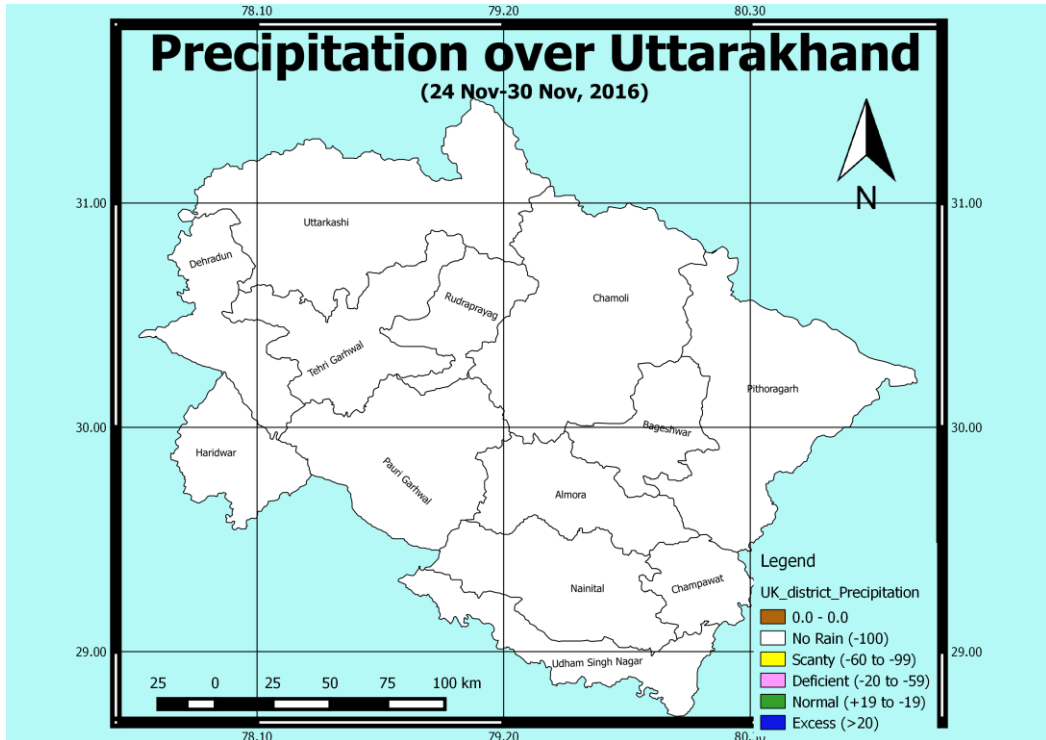 78.10 79.20 80.30
Precipitation over Uttarakhand
(24 Nov-30 Nov, 2016)
N
31.00 31.00
Uttarkashi
Dehradun
Chamoli
Rudraprayag
Tehri Garhwal
Pithoragarh
30.00 30.00
Bageshwar
Haridwar
Pauri Garhwal
Almora
Nainital
Champawat
Udham Singh Nagar
29.00 29.00
Legend
UK_district_Precipitation
0.0 - 0.0
No Rain (-100)
Scanty (-60 to -99)
Deficient (-20 to -59)
Normal (+19 to -19)
Excess (>20)
25 0 25 50 75 100 km
78.10 79.20